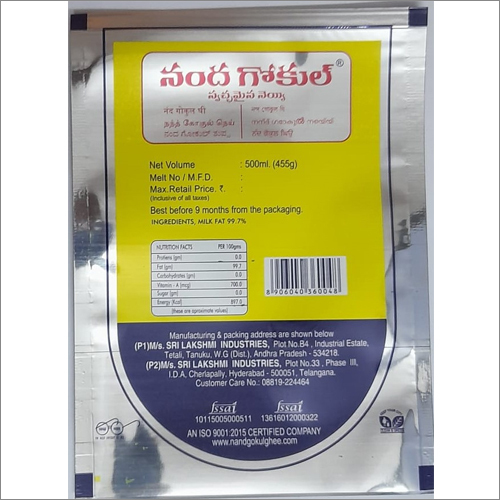 నంద గోకుల్®
స్వచ్ఛమైన నెయ్యి
नंद गोकुल घी
நந்த கோகுல் நெய்
Net Volume : 500ml. (455g)
Melt No / M.F.D. :
Max.Retail Price. ₹. :
(inclusive of all taxes)
Best before 9 months from the packaging.
INGREDIENTS, MILK FAT 99.7%
NUTRITION FACTS PER 100gms
Protiens (gm) 0.0
Fat (gm) 99.7
Carbohydrates (gm) 0.0
Vitamin - A (mcg) 700.0
Sugar (gm) 0.0
Energy (Kcal) 897.0
(these are aproximate values)
8 906040 360048
Manufacturing & packing address are shown below
(P1)M/s. SRI LAKSHMI INDUSTRIES, Plot No.B4 , Industrial Estate,
Tetali, Tanuku, W.G (Dist.), Andhra Pradesh - 534218.
(P2)M/s. SRI LAKSHMI INDUSTRIES, Plot No.33 , Phase III,
I.D.A, Cherlapally, Hyderabad - 500051, Telangana.
Customer Care No.: 08819-224464
fssai fssai
10115005000511 13616012000322
AN ISO 9001:2015 CERTIFIED COMPANY
www.nandgokulghee.com